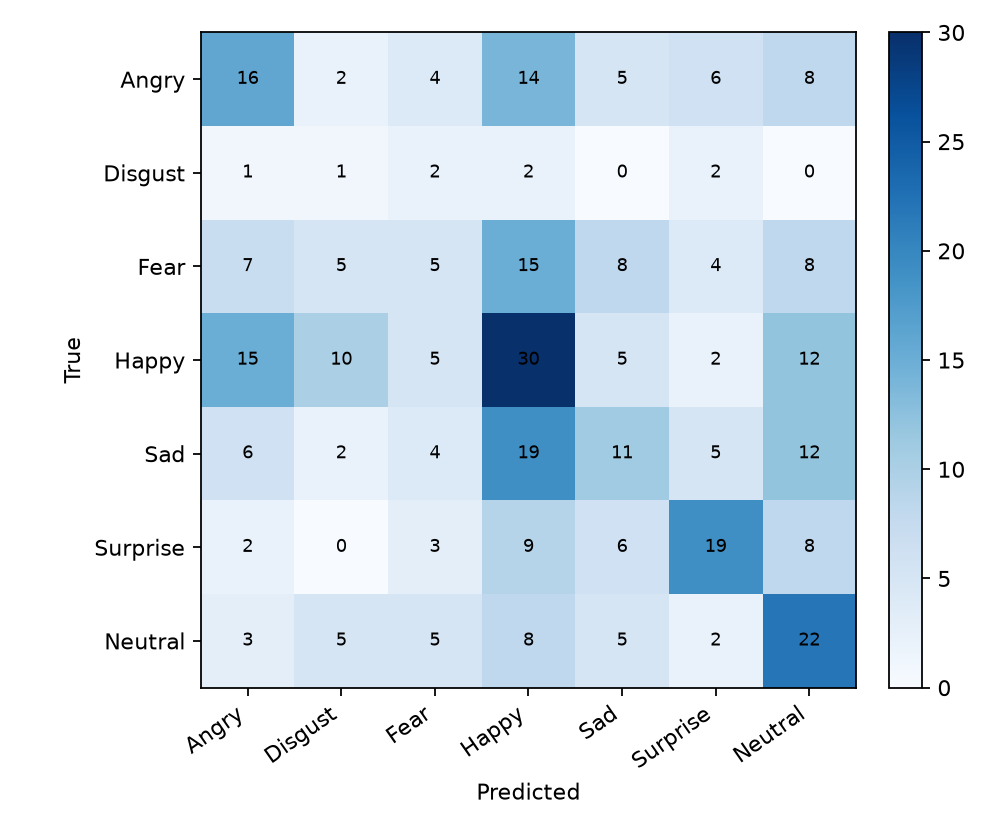 Angry 16 2 4 14 5 6 8
Disgust 1 1 2 2 0 2 0
Fear 7 5 5 15 8 4 8
Happy 15 10 5 30 5 2 12
Sad 6 2 4 19 11 5 12
Surprise 2 0 3 9 6 19 8
Neutral 3 5 5 8 5 2 22
Angry Disgust Fear Happy Sad Surprise Neutral
Predicted
True
30
25
20
15
10
5
0